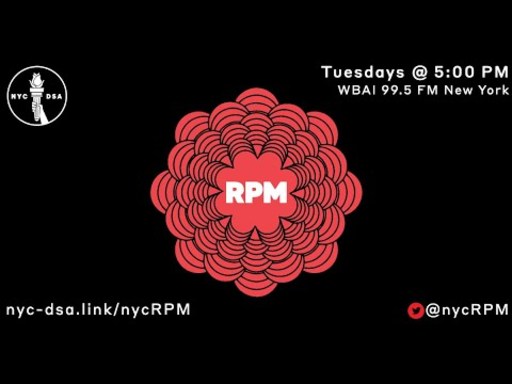 NYC DSA
Tuesdays @ 5:00 PM
WBAI 99.5 FM New York
RPM
nyc-dsa.link/nycRPM
@nycRPM